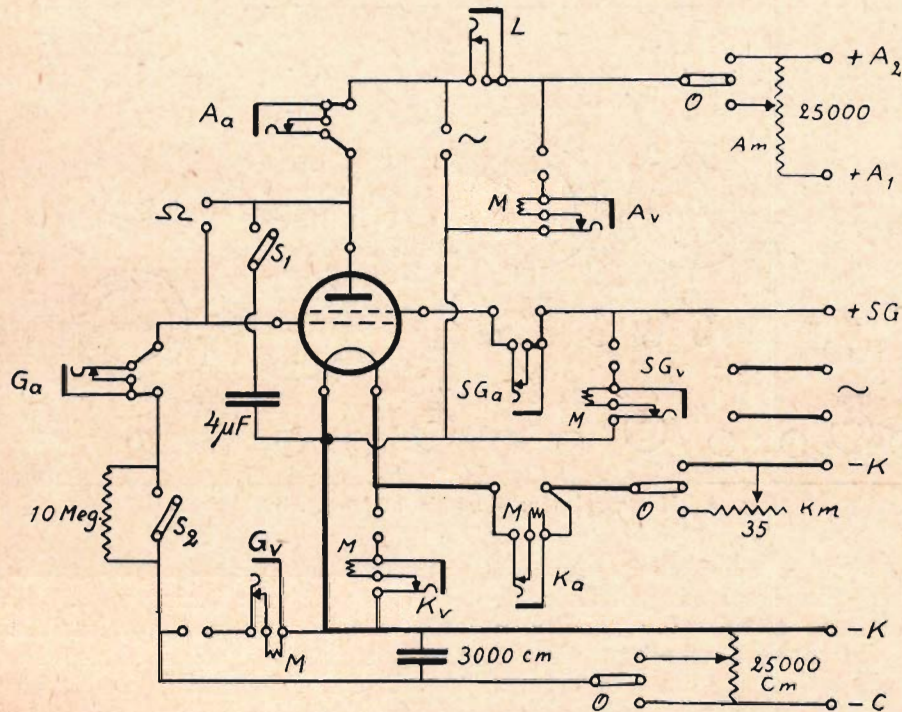 L
+ A2
O
25000
Am
+ A1
Aa
~
M
Av
Ω
S1
+ SG
Ga
SGa
SGv
M
~
4µF
- K
10 Meg.
S2
Gv
M
M
O
35
Km
Kv
Ka
- K
M
3000 cm
25000
Cm
O
- C